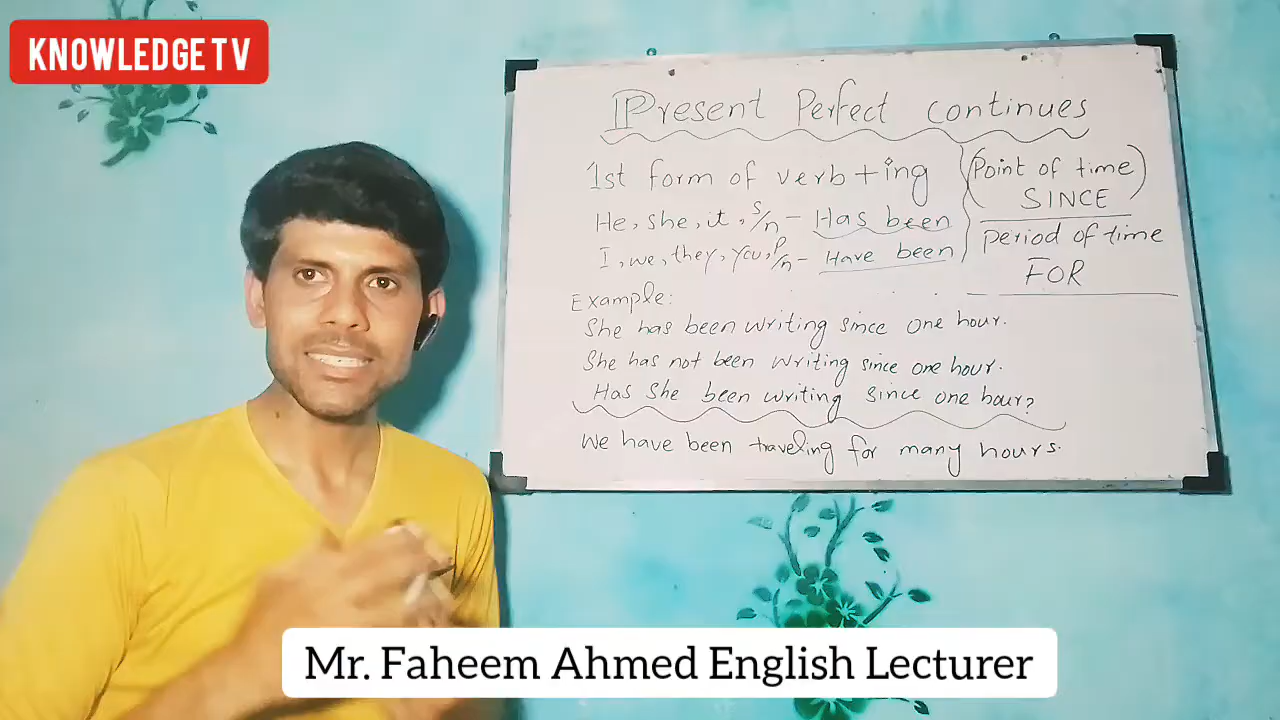 KNOWLEDGE TV
Present Perfect continues
1st form of verb + ing
He, she, it, s/n - Has been
I, we, they, you, P/n - Have been
(Point of time)
SINCE
period of time
FOR
Example:
She has been writing since one hour.
She has not been writing since one hour.
Has she been writing since one hour?
We have been traveling for many hours.
Mr. Faheem Ahmed English Lecturer